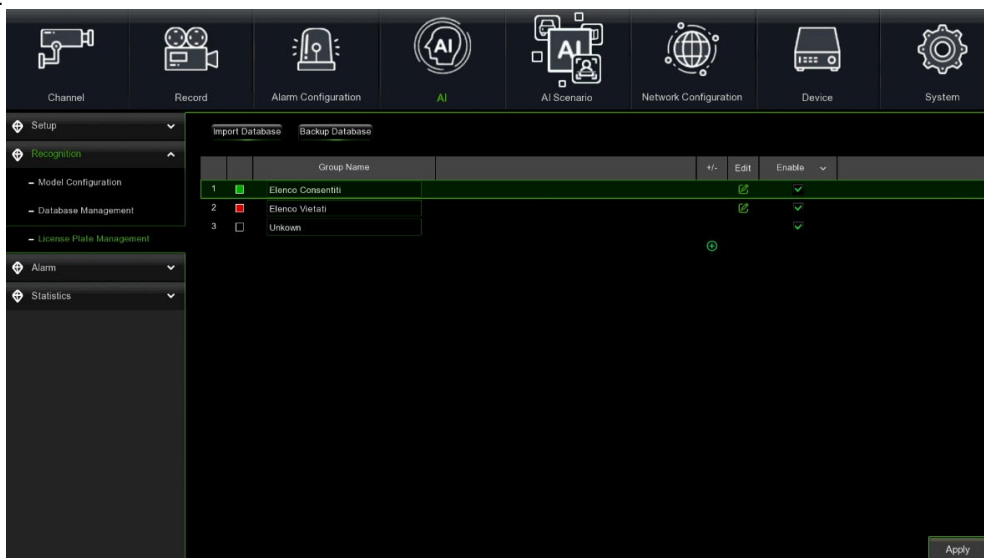 Channel Record Alarm Configuration AI AI Scenario Network Configuration Device System
Setup
Recognition
– Model Configuration
– Database Management
– License Plate Management
Alarm
Statistics
Import Database Backup Database
Group Name +/- Edit Enable
1 Elenco Consentiti
2 Elenco Vietati
3 Unkown
Apply